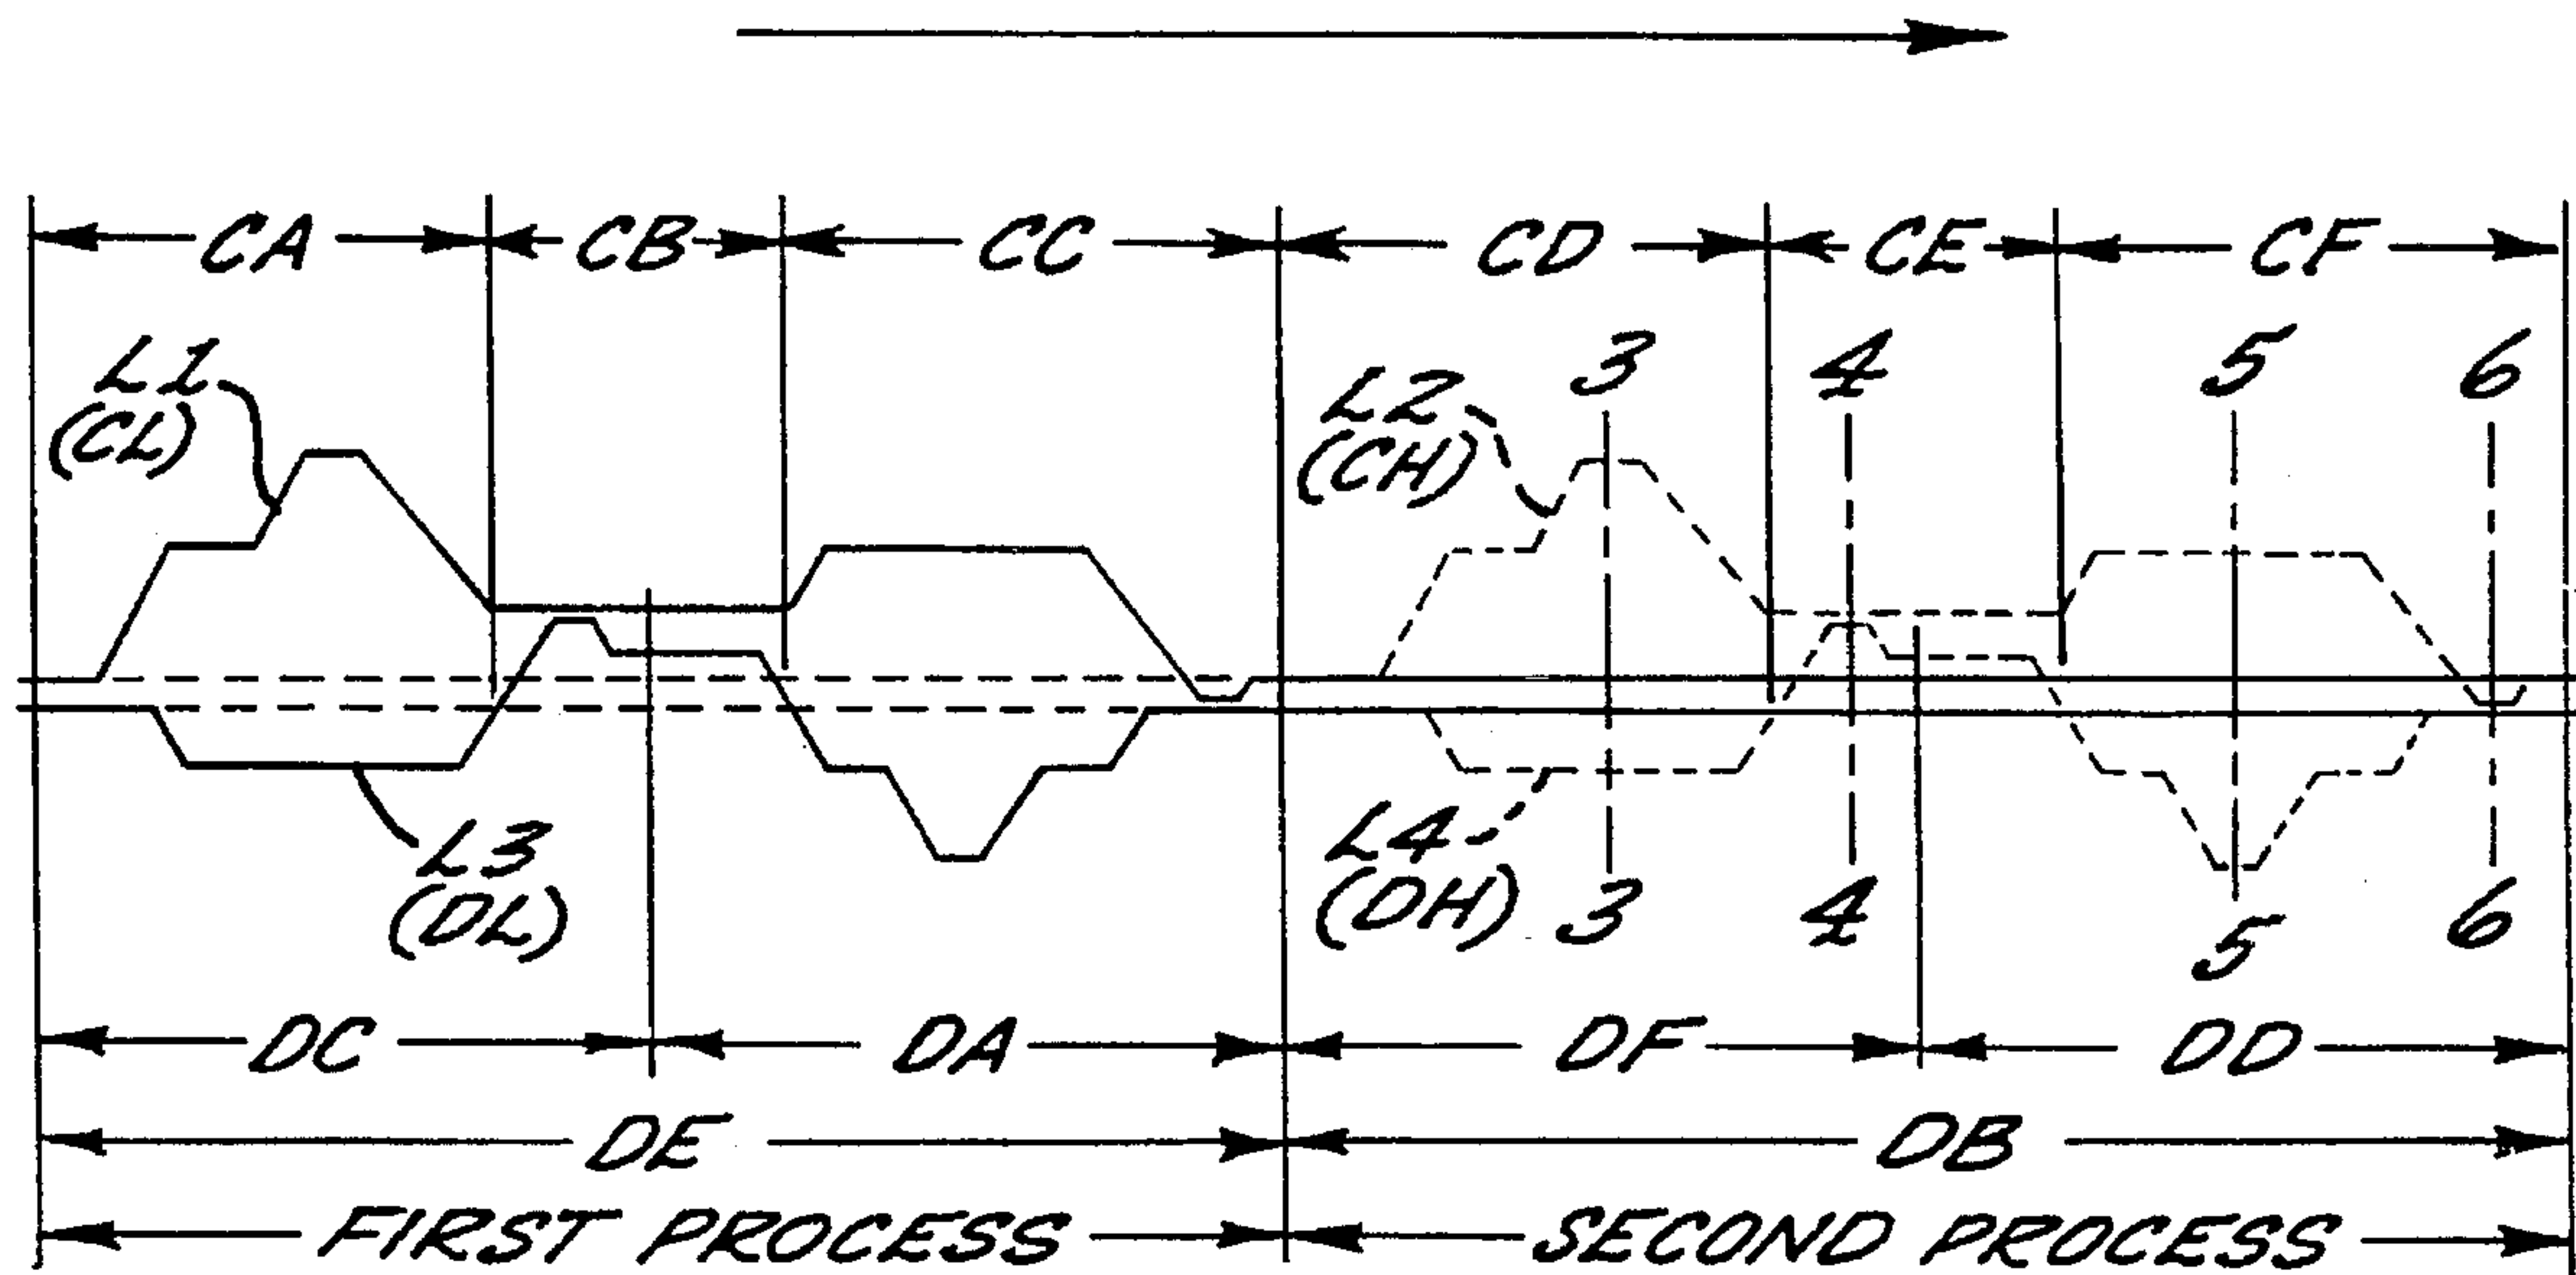 CA CB CC CD CE CF
3 4 5 6
L1 L2
(CL) (CH)
L3 L4
(DL) (DH) 3 4 5 6
DC DA DF DD
DE DB
FIRST PROCESS SECOND PROCESS